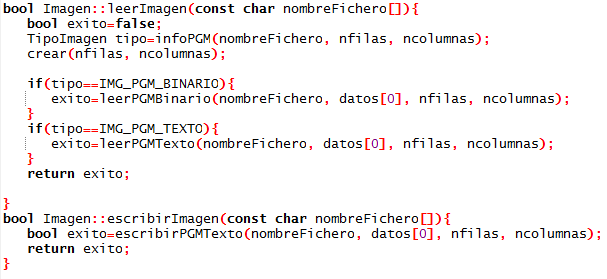 bool Imagen::leerImagen(const char nombreFichero[]){
bool exito=false;
TipoImagen tipo=infoPGM(nombreFichero, nfilas, ncolumnas);
crear(nfilas, ncolumnas);
if(tipo==IMG_PGM_BINARIO){
exito=leerPGMBinario(nombreFichero, datos[0], nfilas, ncolumnas);
}
if(tipo==IMG_PGM_TEXTO){
exito=leerPGMTexto(nombreFichero, datos[0], nfilas, ncolumnas);
}
return exito;
}
bool Imagen::escribirImagen(const char nombreFichero[]){
bool exito=escribirPGMTexto(nombreFichero, datos[0], nfilas, ncolumnas);
return exito;
}